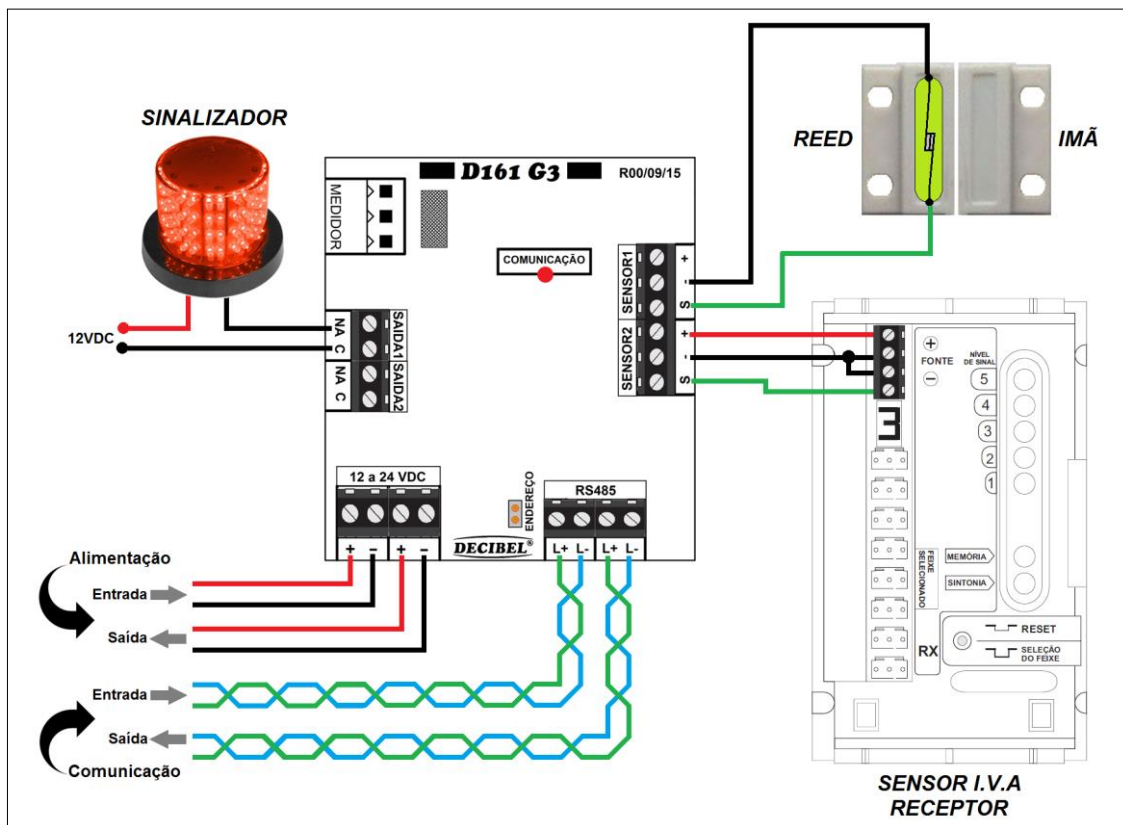 SINALIZADOR
12VDC
D161 G3
R00/09/15
MEDIDOR
COMUNICAÇÃO
SENSOR1
+
-
S
SENSOR2
+
-
S
NA
C
SAIDA1
NA
C
SAIDA2
12 a 24 VDC
+ – + –
ENDEREÇO
DECIBEL®
RS485
L+ L- L+ L-
Alimentação
Entrada
Saída
Entrada
Saída
Comunicação
REED
IMÃ
+
FONTE
–
NÍVEL
DE SINAL
5
4
3
2
1
3
FEIXE
SELECIONADO
MEMÓRIA
SINTONIA
RX
RESET
SELEÇÃO
DO FEIXE
SENSOR I.V.A
RECEPTOR